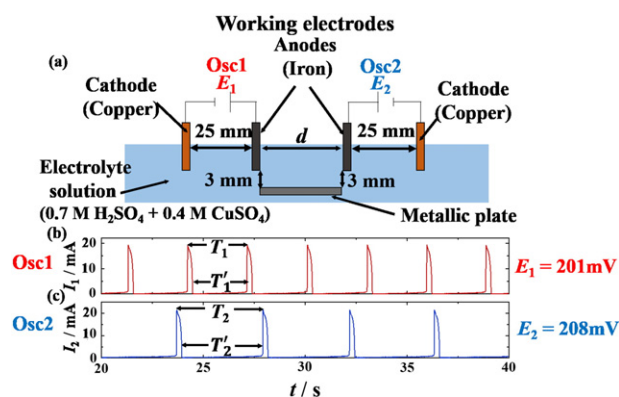 Working electrodes
Anodes
(Iron)
(a)
Osc1
E₁
Osc2
E₂
Cathode
(Copper)
Cathode
(Copper)
25 mm
d
25 mm
Electrolyte
solution
(0.7 M H₂SO₄ + 0.4 M CuSO₄)
3 mm
3 mm
Metallic plate
(b)
Osc1
I₁ / mA
20
10
0
T₁
T′₁
E₁ = 201mV
(c)
Osc2
I₂ / mA
20
10
0
T₂
T′₂
E₂ = 208mV
20
25
30
35
40
t / s